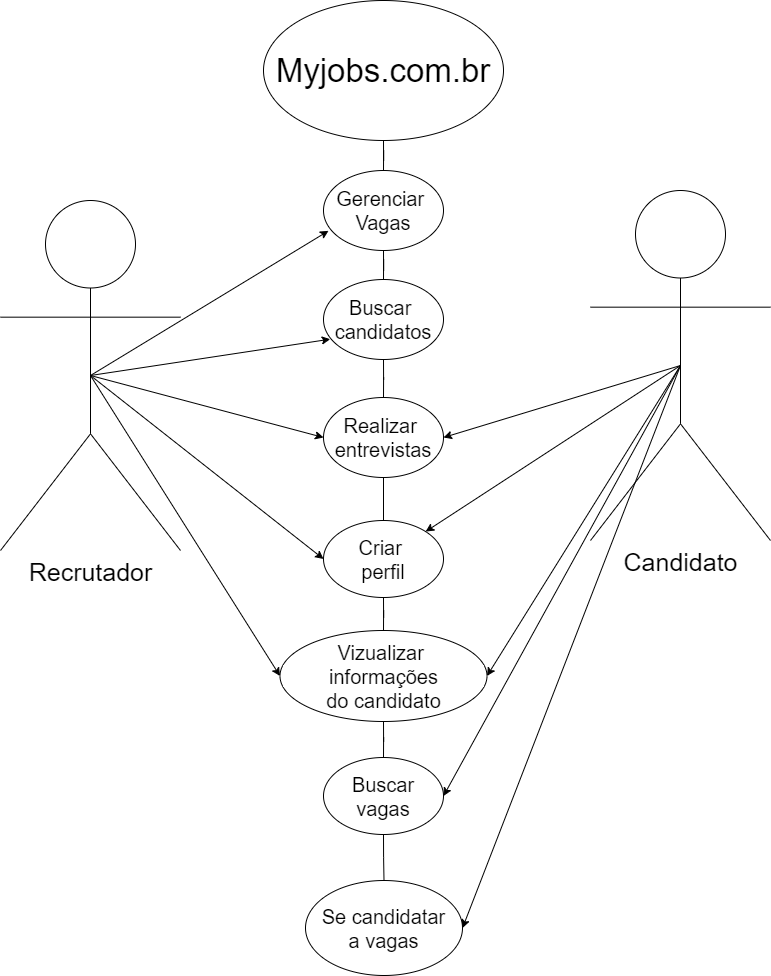 Myjobs.com.br
Gerenciar
Vagas
Buscar
candidatos
Realizar
entrevistas
Criar
perfil
Recrutador
Candidato
Vizualizar
informações
do candidato
Buscar
vagas
Se candidatar
a vagas